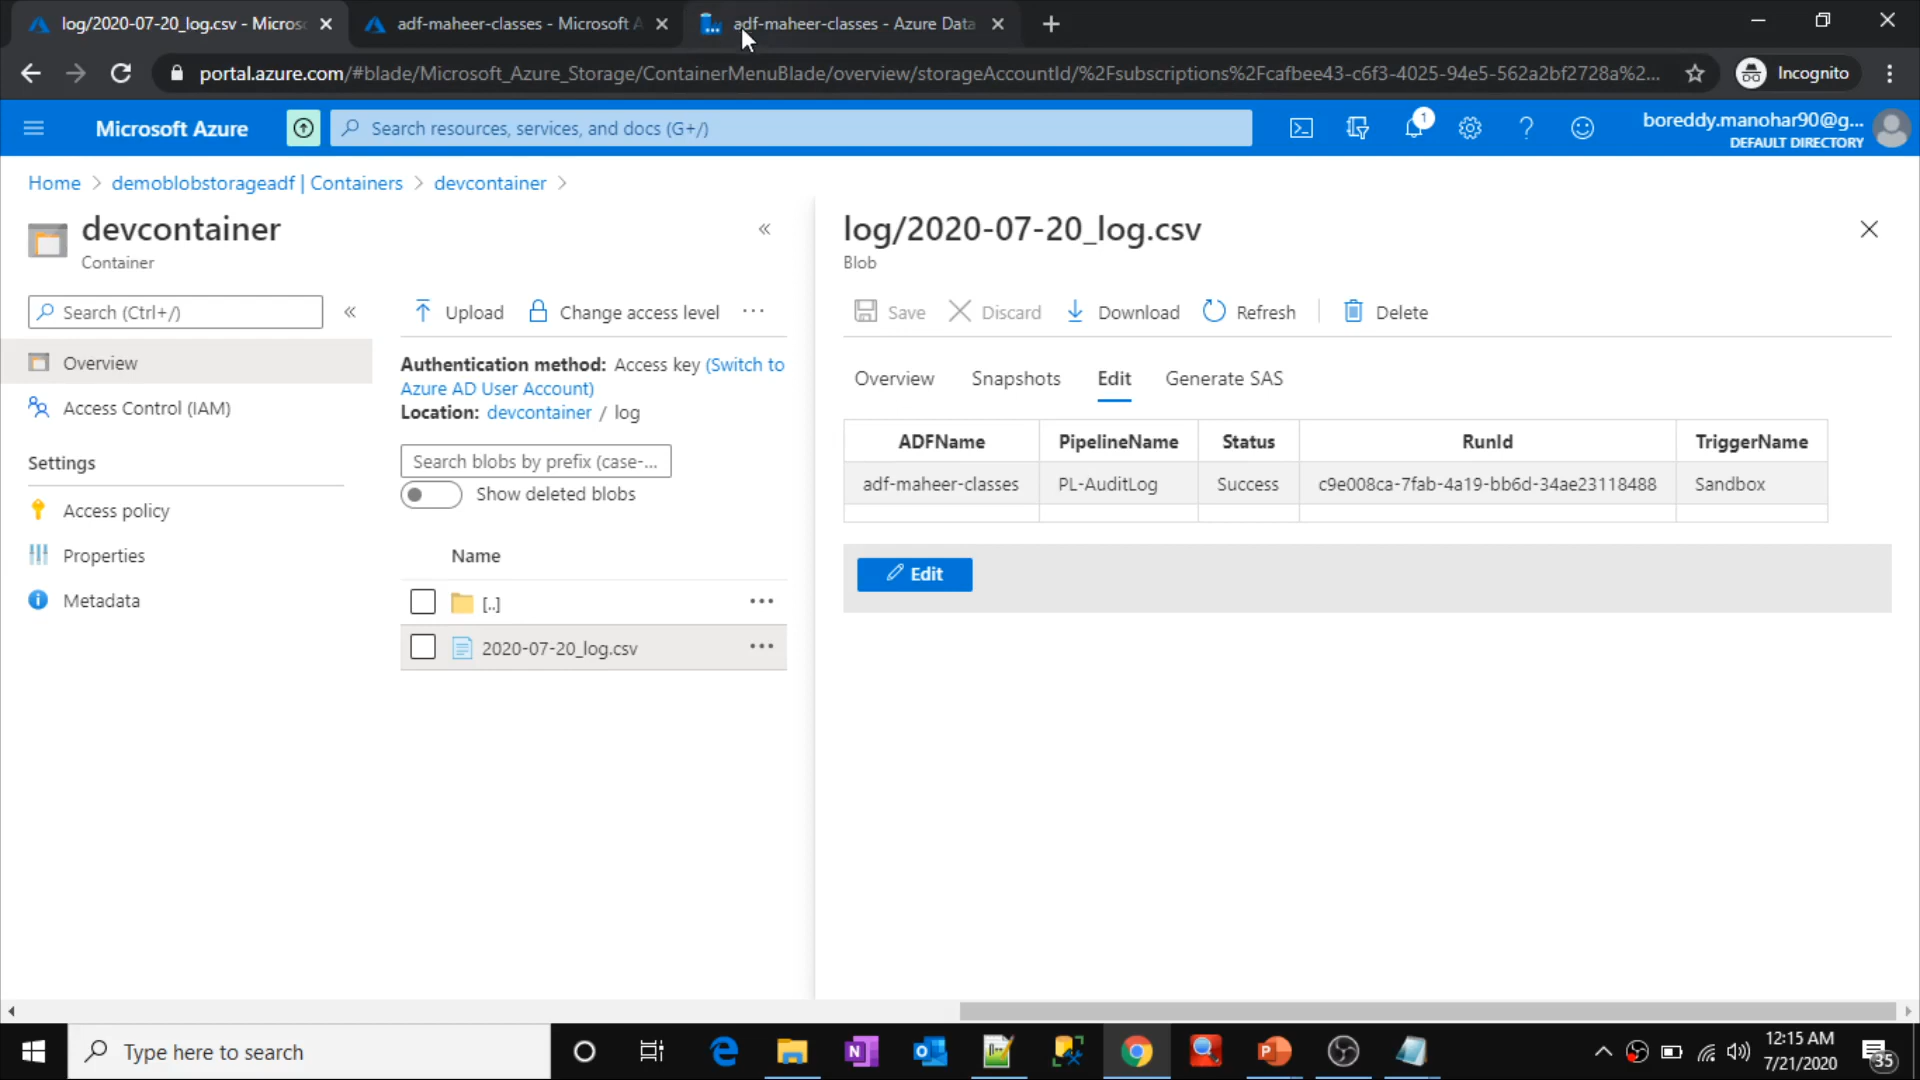 log/2020-07-20_log.csv - Micros
adf-maheer-classes - Microsoft A
adf-maheer-classes - Azure Data
portal.azure.com/#blade/Microsoft_Azure_Storage/ContainerMenuBlade/overview/storageAccountId/%2Fsubscriptions%2Fcafbee43-c6f3-4025-94e5-562a2bf2728a%2...
Incognito
Microsoft Azure
Search resources, services, and docs (G+/)
1
boreddy.manohar90@g...
DEFAULT DIRECTORY
Home > demoblobstorageadf | Containers > devcontainer >
devcontainer
Container
Search (Ctrl+/)
Overview
Access Control (IAM)
Settings
Access policy
Properties
Metadata
Upload
Change access level
Authentication method: Access key (Switch to
Azure AD User Account)
Location: devcontainer / log
Search blobs by prefix (case-...
Show deleted blobs
Name
[..]
2020-07-20_log.csv
log/2020-07-20_log.csv
Blob
Save
Discard
Download
Refresh
Delete
Overview
Snapshots
Edit
Generate SAS
ADFName PipelineName Status RunId TriggerName
adf-maheer-classes PL-AuditLog Success c9e008ca-7fab-4a19-bb6d-34ae23118488 Sandbox
Edit
Type here to search
12:15 AM
7/21/2020
35